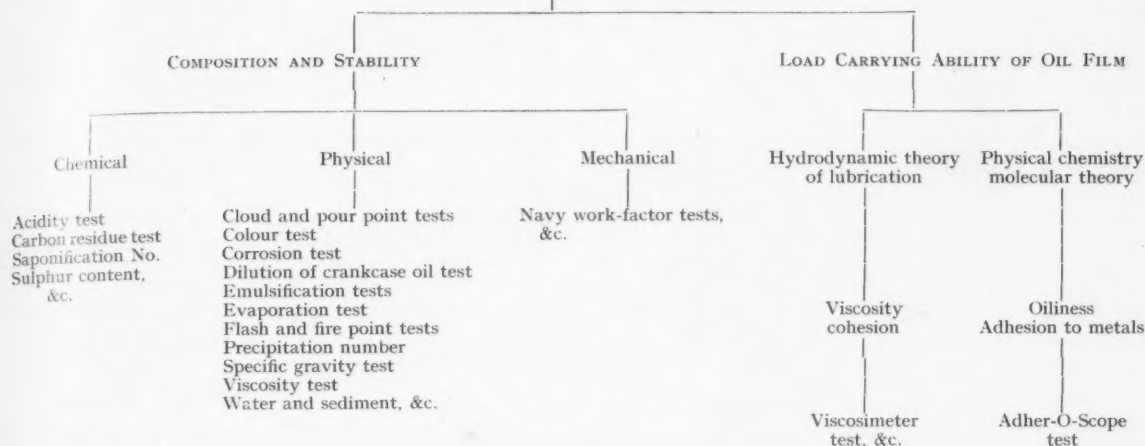 COMPOSITION AND STABILITY
LOAD CARRYING ABILITY OF OIL FILM
Chemical
Physical
Mechanical
Hydrodynamic theory
of lubrication
Physical chemistry
molecular theory
Acidity test
Carbon residue test
Saponification No.
Sulphur content,
&c.
Cloud and pour point tests
Colour test
Corrosion test
Dilution of crankcase oil test
Emulsification tests
Evaporation test
Flash and fire point tests
Precipitation number
Specific gravity test
Viscosity test
Water and sediment, &c.
Navy work-factor tests,
&c.
Viscosity
cohesion
Oiliness
Adhesion to metals
Viscosimeter
test, &c.
Adher-O-Scope
test